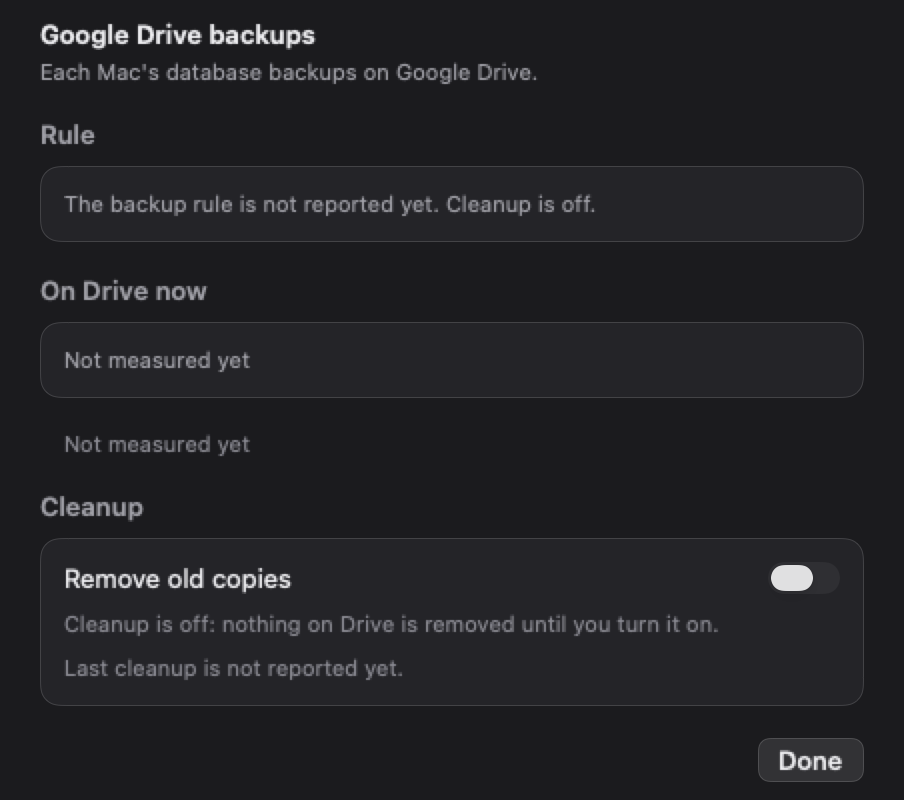 Google Drive backups
Each Mac's database backups on Google Drive.
Rule
The backup rule is not reported yet. Cleanup is off.
On Drive now
Not measured yet
Not measured yet
Cleanup
Remove old copies
Cleanup is off: nothing on Drive is removed until you turn it on.
Last cleanup is not reported yet.
Done